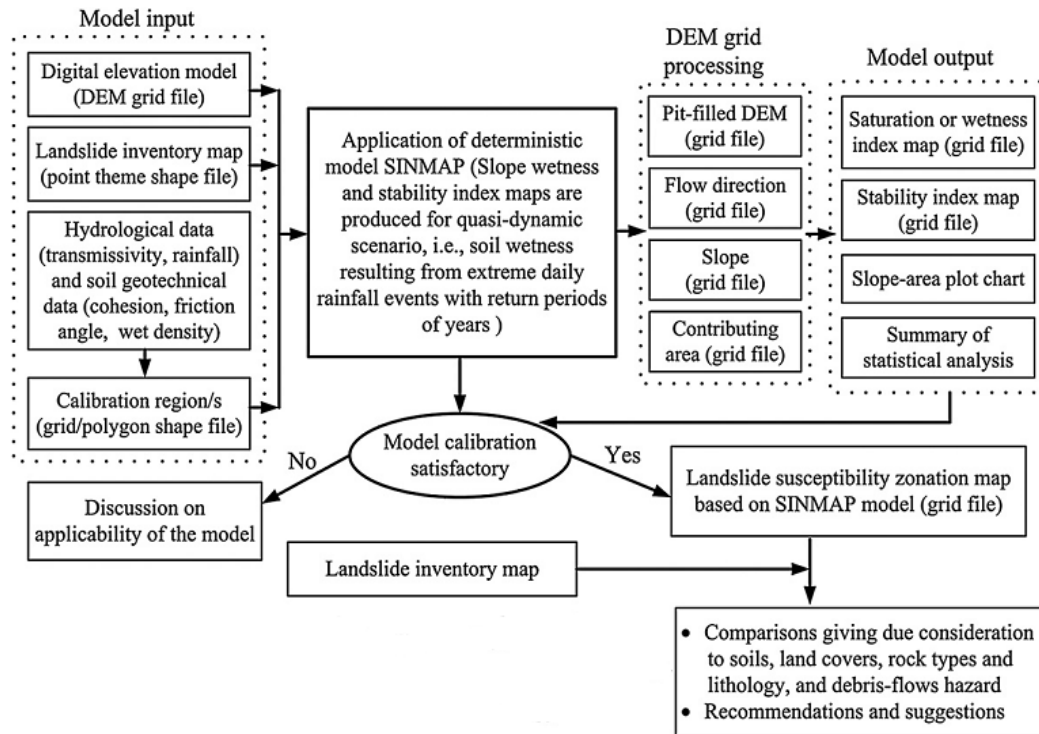 Model input
Digital elevation model
(DEM grid file)
Landslide inventory map
(point theme shape file)
Hydrological data
(transmissivity, rainfall)
and soil geotechnical
data (cohesion, friction
angle, wet density)
Calibration region/s
(grid/polygon shape file)
Application of deterministic
model SINMAP (Slope wetness
and stability index maps are
produced for quasi-dynamic
scenario, i.e., soil wetness
resulting from extreme daily
rainfall events with return periods
of years )
DEM grid
processing
Pit-filled DEM
(grid file)
Flow direction
(grid file)
Slope
(grid file)
Contributing
area (grid file)
Model output
Saturation or wetness
index map (grid file)
Stability index map
(grid file)
Slope-area plot chart
Summary of
statistical analysis
Model calibration
satisfactory
No
Yes
Discussion on
applicability of the model
Landslide susceptibility zonation map
based on SINMAP model (grid file)
Landslide inventory map
• Comparisons giving due consideration
to soils, land covers, rock types and
lithology, and debris-flows hazard
• Recommendations and suggestions